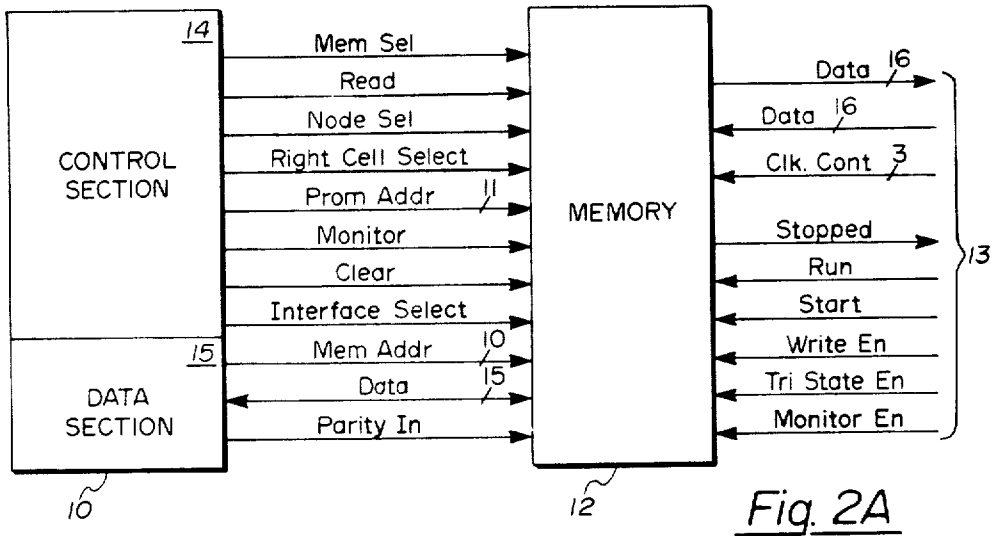 14
CONTROL
SECTION
15
DATA
SECTION
10
Mem Sel
Read
Node Sel
Right Cell Select
Prom Addr 11
Monitor
Clear
Interface Select
Mem Addr 10
Data 15
Parity In
MEMORY
12
Data 16
Data 16
Clk. Cont 3
Stopped
Run
Start
Write En
Tri State En
Monitor En
13
Fig. 2A